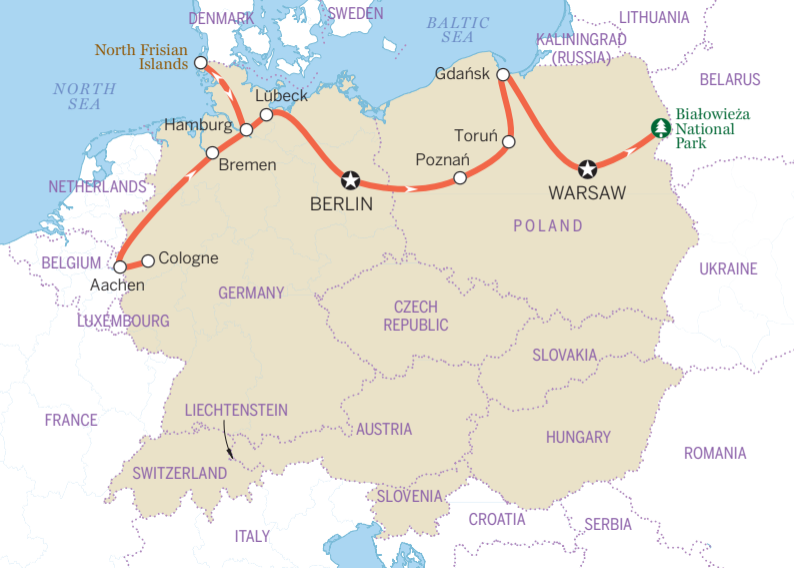 DENMARK
SWEDEN
BALTIC
SEA
LITHUANIA
KALININGRAD
(RUSSIA)
North Frisian
Islands
NORTH
SEA
Gdańsk
BELARUS
Lübeck
Hamburg
Białowieża
National
Park
Toruń
Bremen
Poznań
NETHERLANDS
BERLIN
WARSAW
POLAND
BELGIUM
Cologne
Aachen
UKRAINE
GERMANY
LUXEMBOURG
CZECH
REPUBLIC
SLOVAKIA
LIECHTENSTEIN
FRANCE
AUSTRIA
HUNGARY
ROMANIA
SWITZERLAND
SLOVENIA
CROATIA
SERBIA
ITALY